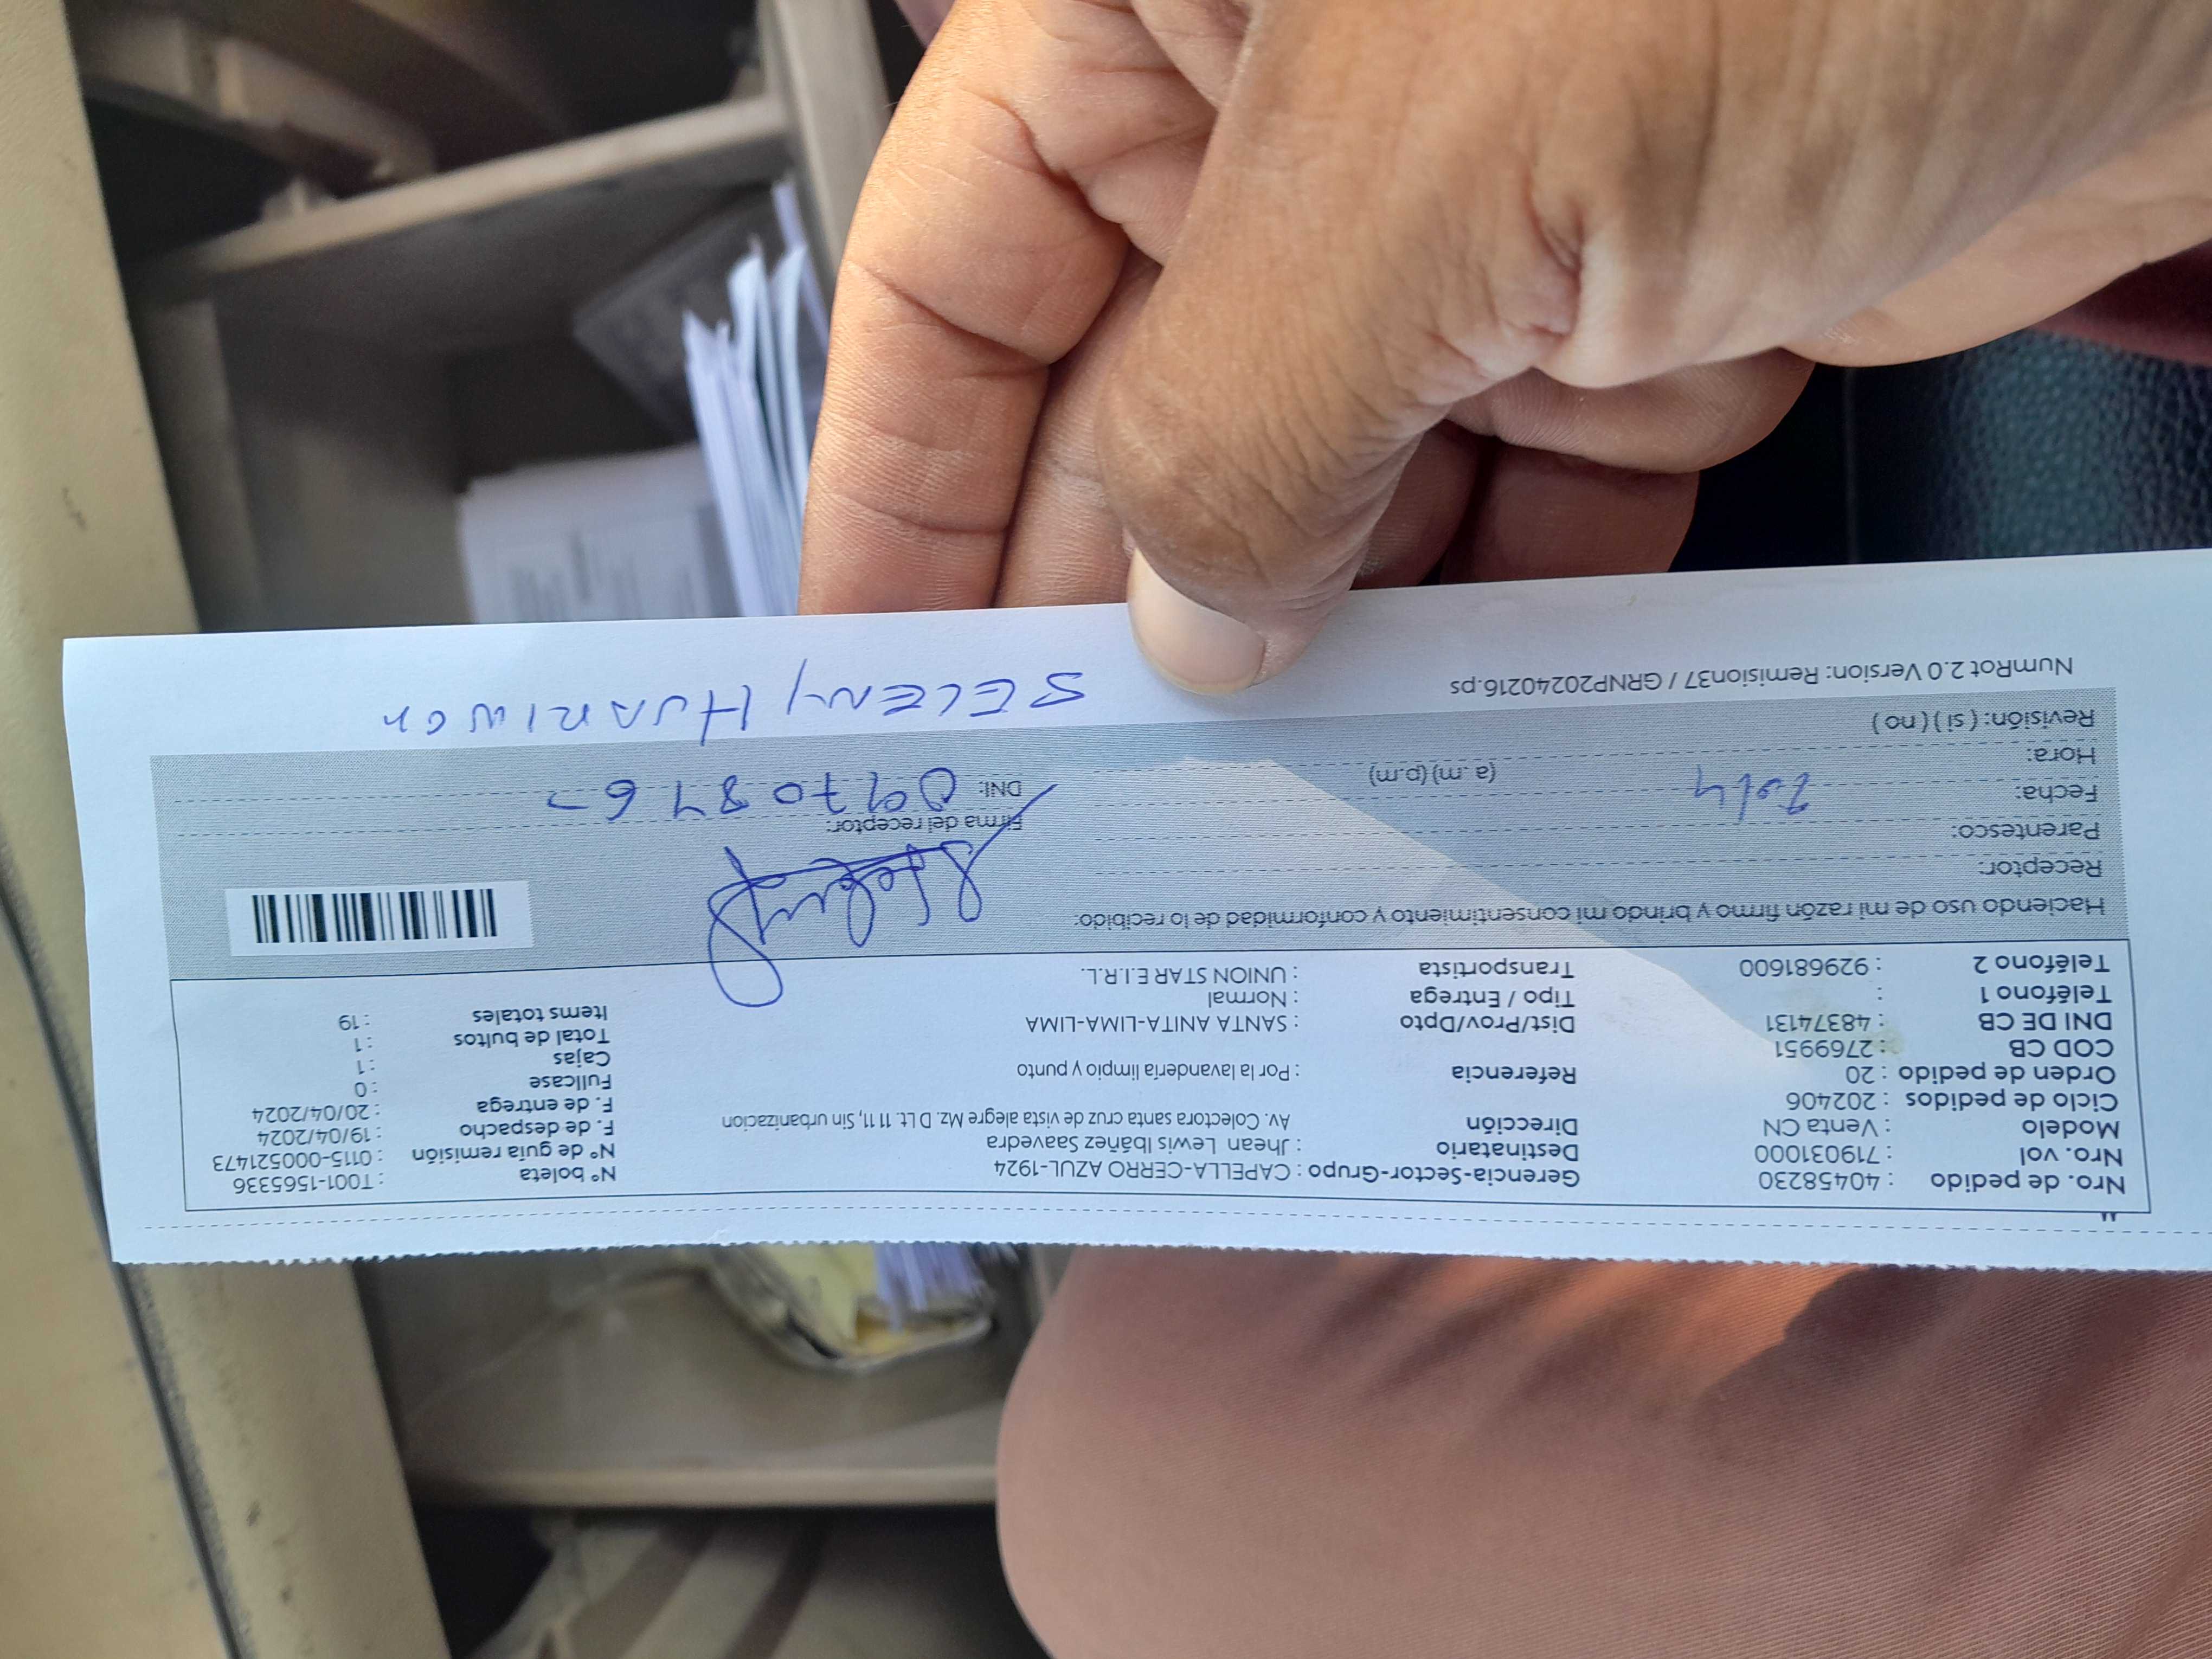 "
Nro. de pedido : 40458230 Gerencia-Sector-Grupo : CAPELLA-CERRO AZUL-1924 N° boleta : T001-1565336
Nro. vol : 719031000 Destinatario : Jhean Lewis Ibáñez Saavedra N° de guía remisión : 0115-000521473
Modelo : Venta CN Dirección Av. Colectora santa cruz de vista alegre Mz. D Lt. 11 11, Sin urbanizacion F. de despacho : 19/04/2024
Ciclo de pedidos : 202406 F. de entrega : 20/04/2024
Orden de pedido : 20 Referencia : Por la lavandería limpio y punto Fullcase : 0
COD CB : 2769951 Cajas : 1
DNI DE CB : 48374131 Dist/Prov/Dpto : SANTA ANITA-LIMA-LIMA Total de bultos : 1
Teléfono 1 : Tipo / Entrega : Normal Items totales : 19
Teléfono 2 : 929681600 Transportista : UNION STAR E.I.R.L.
Haciendo uso de mi razón firmo y brindo mi consentimiento y conformidad de lo recibido:
Receptor:
Parentesco: Firma del receptor:
Fecha: DNI:
Hora: (a. m) (p.m)
Revisión: ( si ) ( no ) SELENY
NumRot 2.0 Version: Remision37 / GRNP20240216.ps